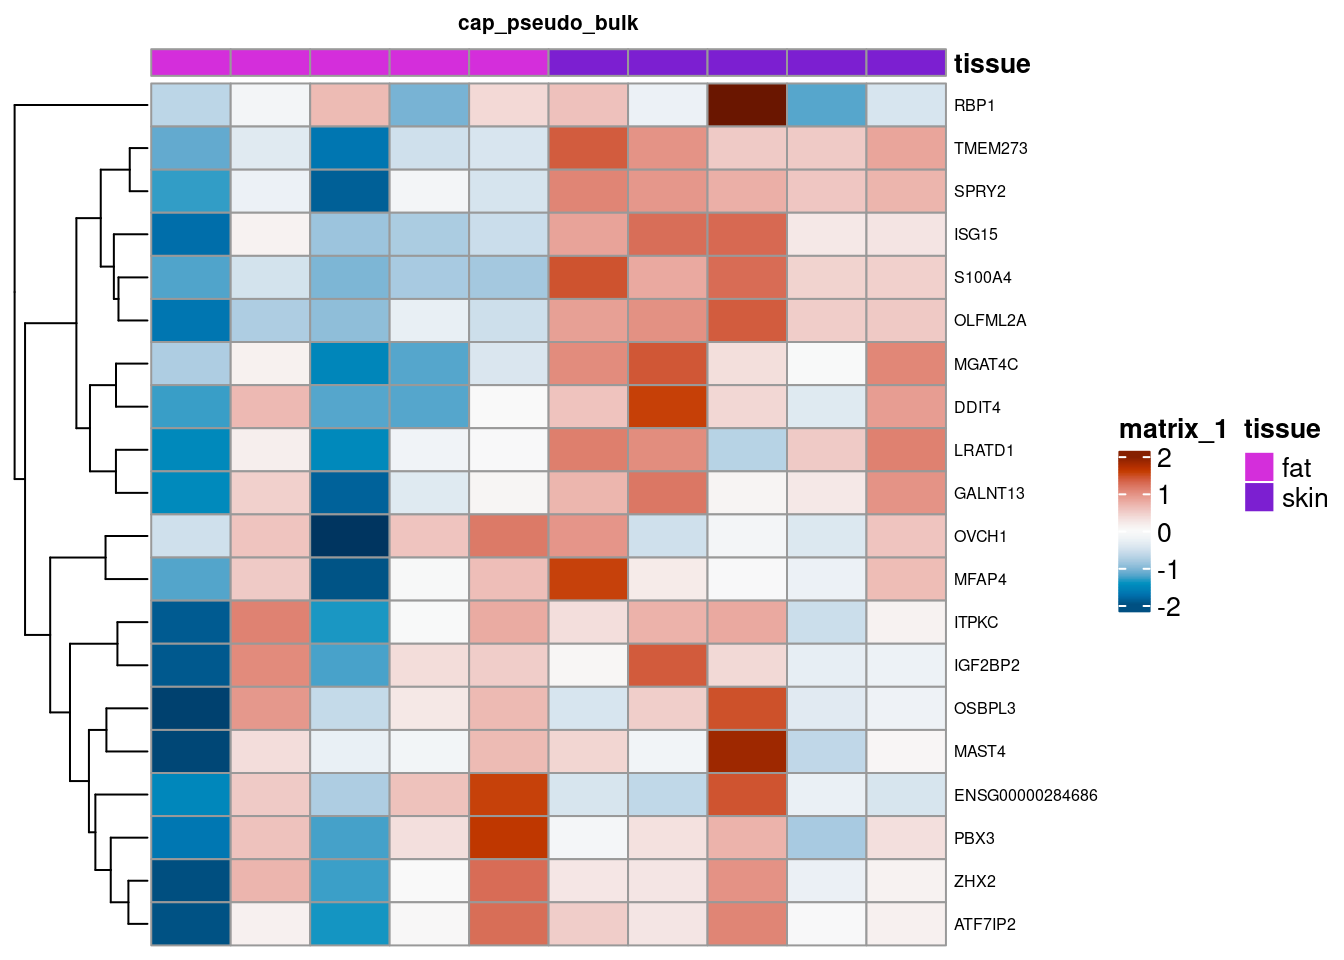 cap_pseudo_bulk
tissue
RBP1
TMEM273
SPRY2
ISG15
S100A4
OLFML2A
MGAT4C
DDIT4
LRATD1
GALNT13
OVCH1
MFAP4
ITPKC
IGF2BP2
OSBPL3
MAST4
ENSG00000284686
PBX3
ZHX2
ATF7IP2
matrix_1
2
1
0
-1
-2
tissue
fat
skin